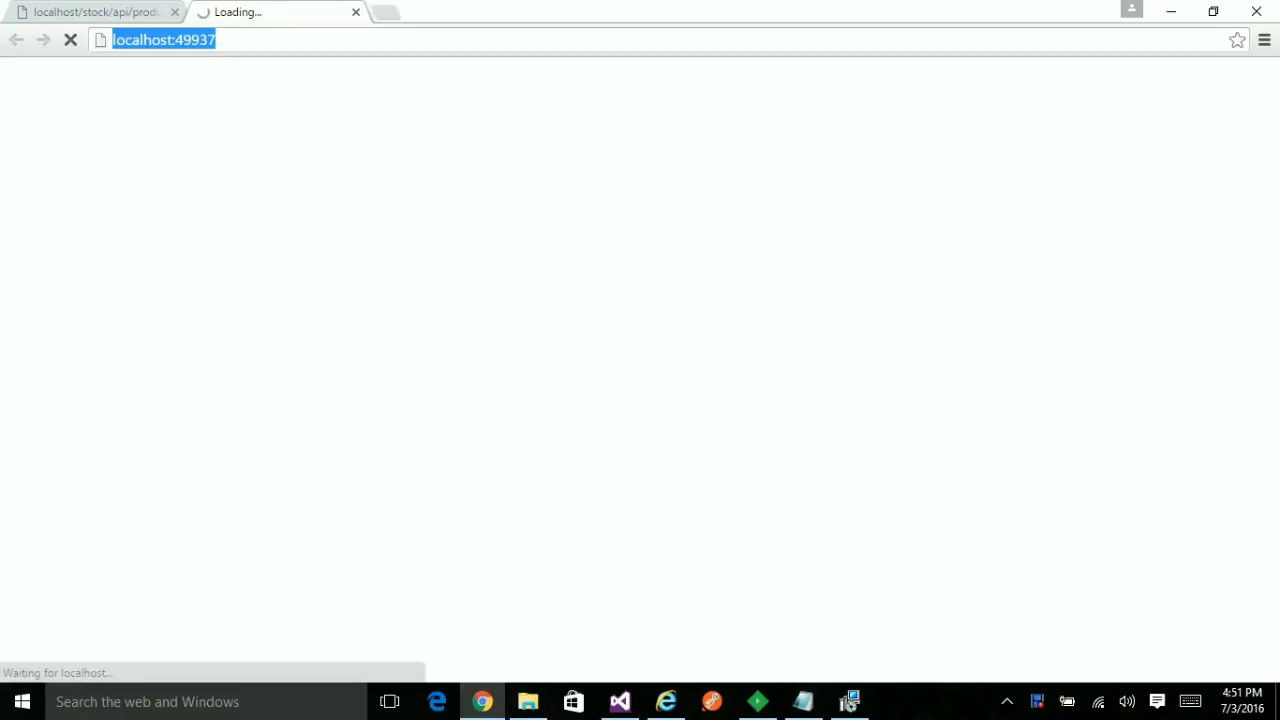 localhost/stock/api/produ
Loading...
localhost:49937
Waiting for localhost...
Search the web and Windows
4:51 PM
7/3/2016